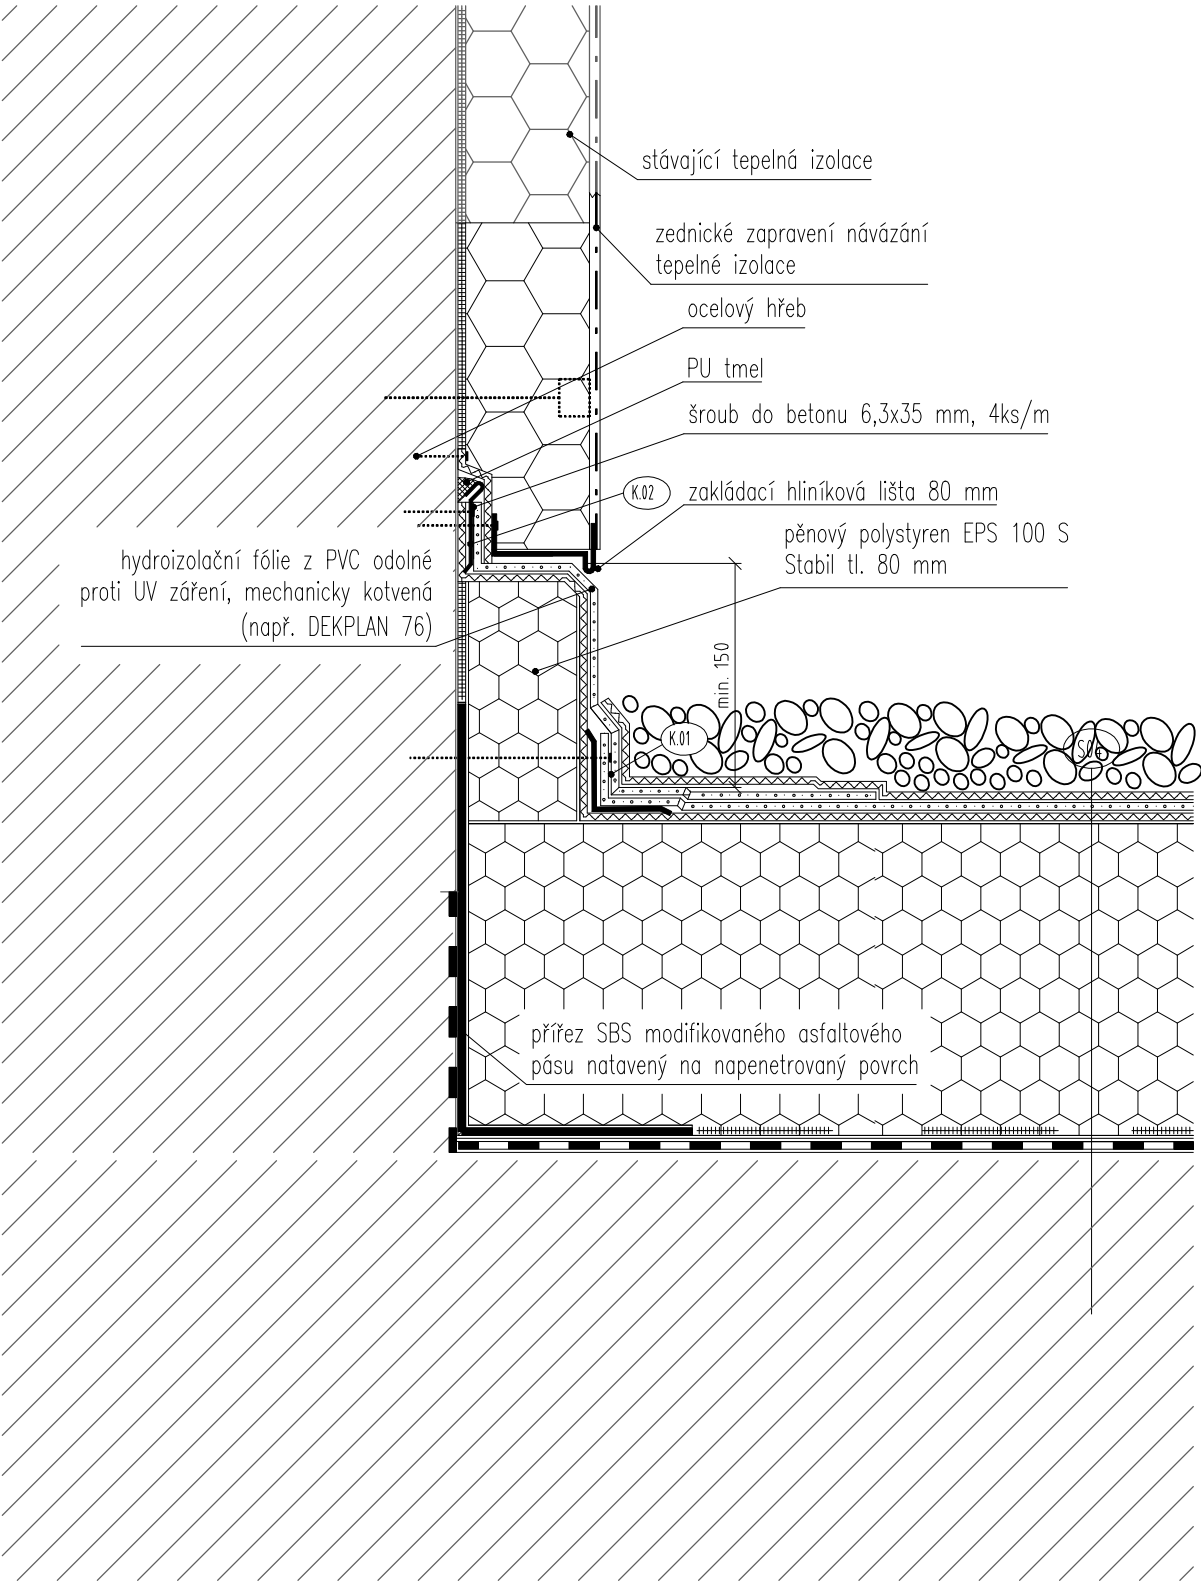 stávající tepelná izolace
zednické zapravení návázání
tepelné izolace
ocelový hřeb
PU tmel
šroub do betonu 6,3x35 mm, 4ks/m
K.02
zakládací hliníková lišta 80 mm
pěnový polystyren EPS 100 S
Stabil tl. 80 mm
hydroizolační fólie z PVC odolné
proti UV záření, mechanicky kotvená
(např. DEKPLAN 76)
min. 150
K.01
přířez SBS modifikovaného asfaltového
pásu natavený na napenetrovaný povrch